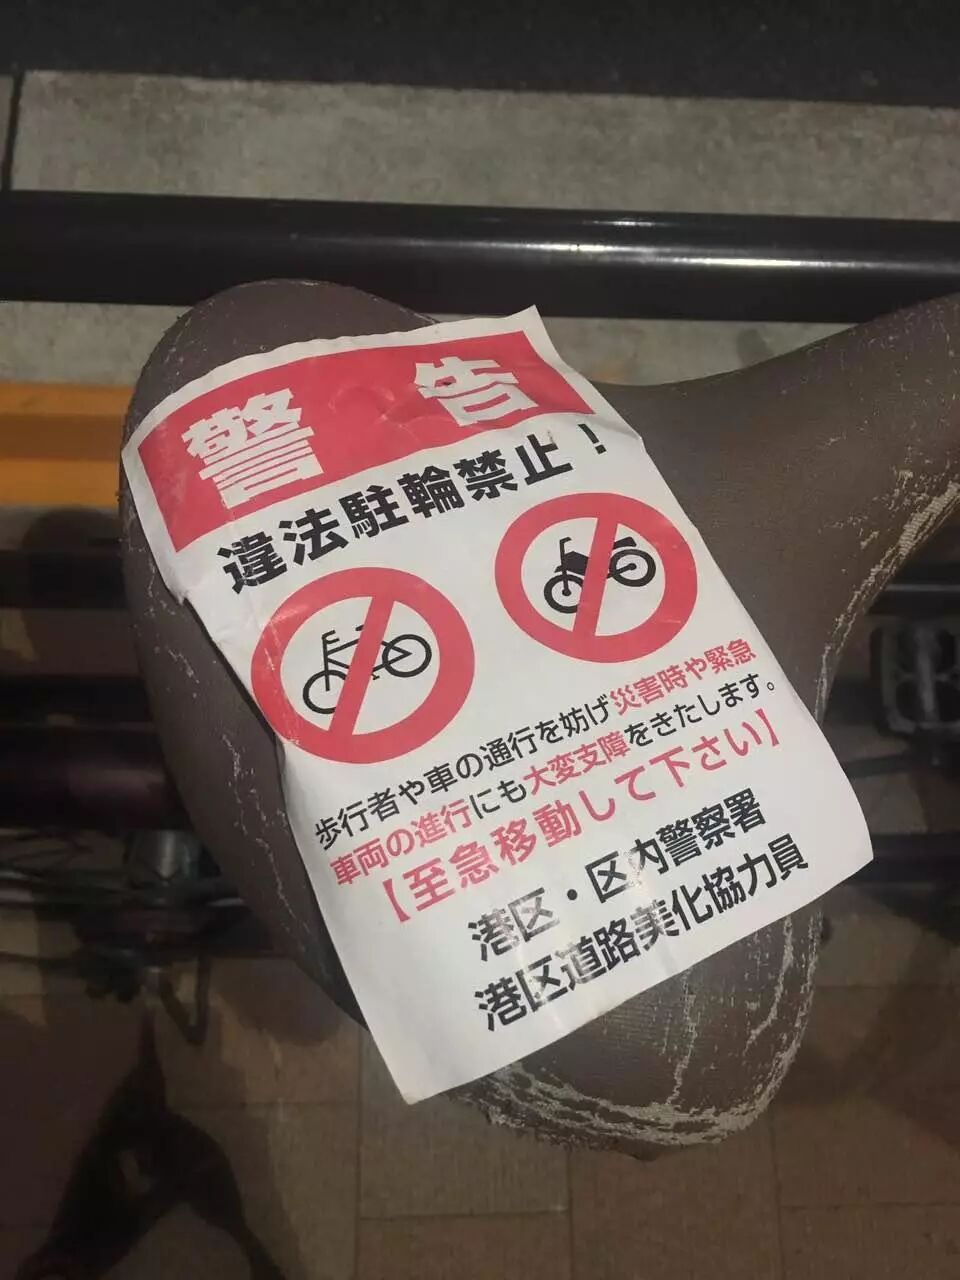 警告
違法駐輪禁止！
歩行者や車の通行を妨げ災害時や緊急
車両の進行にも大変支障をきたします。
【至急移動して下さい】
港区・区内警察署
港区道路美化協力員